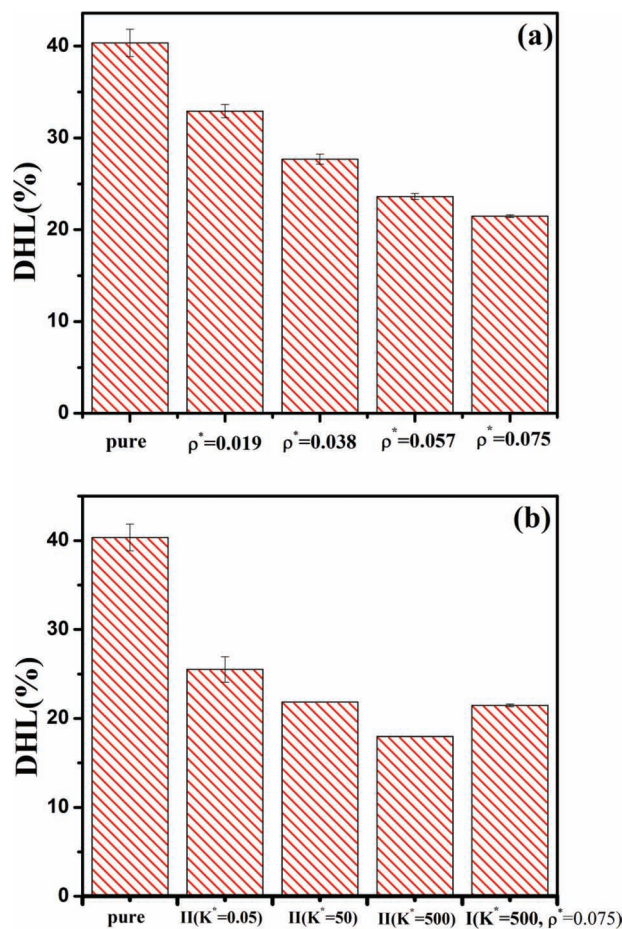 (a)
DHL(%)
40
30
20
10
0
pure ρ*=0.019 ρ*=0.038 ρ*=0.057 ρ*=0.075
(b)
DHL(%)
40
30
20
10
0
pure II(K*=0.05) II(K*=50) II(K*=500) I(K*=500, ρ*=0.075)